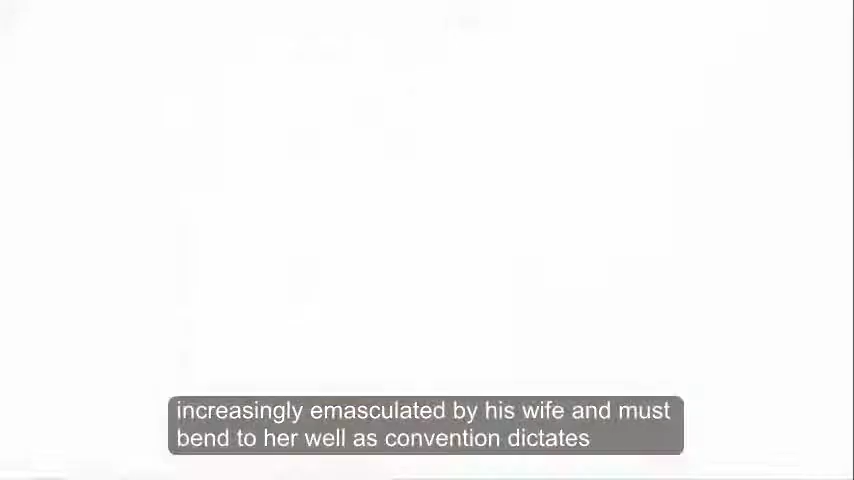 increasingly emasculated by his wife and must
bend to her well as convention dictates